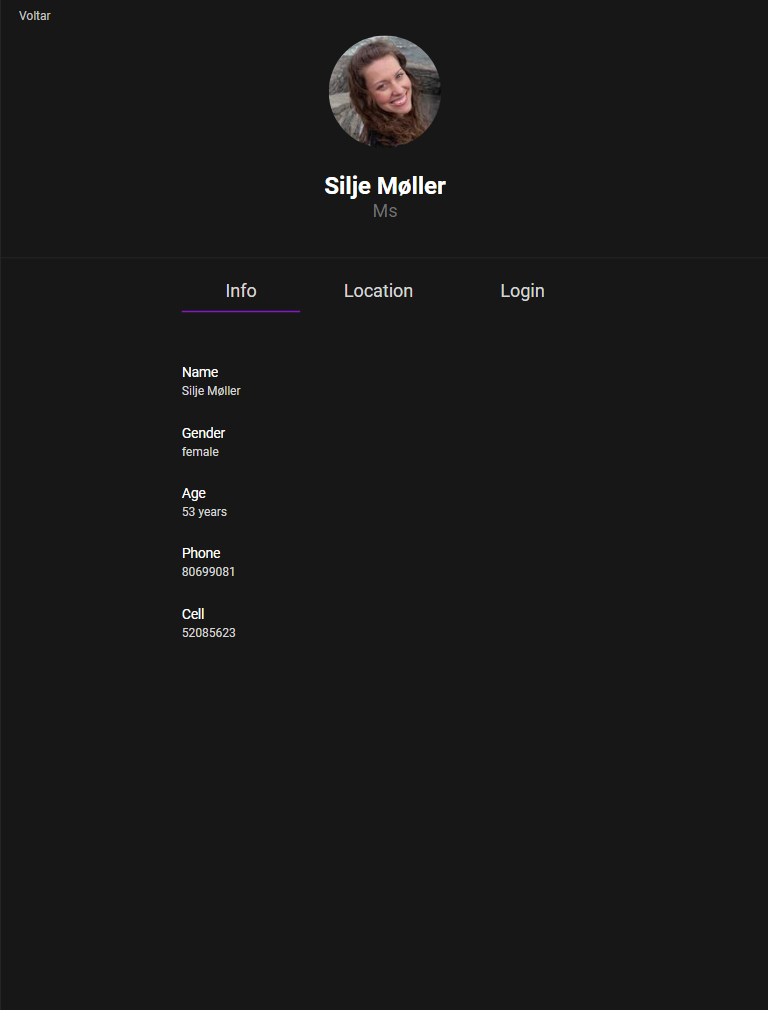 Voltar
Silje Møller
Ms
Info Location Login
Name
Silje Møller
Gender
female
Age
53 years
Phone
80699081
Cell
52085623